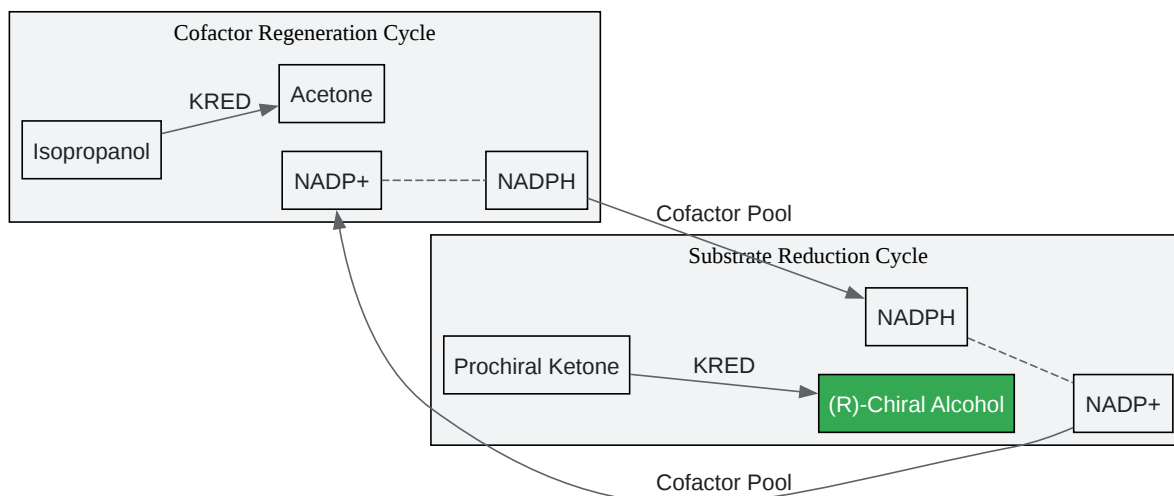 Cofactor Regeneration Cycle
Acetone
KRED
Isopropanol
NADP+
NADPH
Cofactor Pool
Substrate Reduction Cycle
NADPH
Prochiral Ketone
KRED
(R)-Chiral Alcohol
NADP+
Cofactor Pool